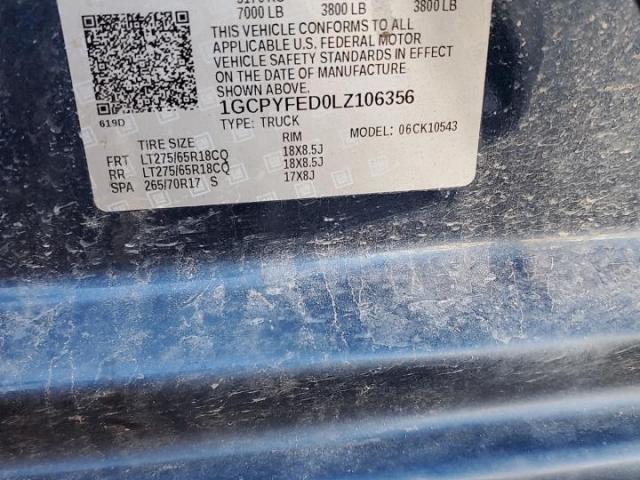 7000 LB 3800 LB 3800 LB
THIS VEHICLE CONFORMS TO ALL
APPLICABLE U.S. FEDERAL MOTOR
VEHICLE SAFETY STANDARDS IN EFFECT
ON THE DATE OF MANUFACTURE
SHOWN ABOVE.
1GCPYFED0LZ106356
TYPE: TRUCK
619D
MODEL: 06CK10543
TIRE SIZE RIM
FRT LT275/65R18CQ 18X8.5J
RR LT275/65R18CQ 18X8.5J
SPA 265/70R17 S 17X8J